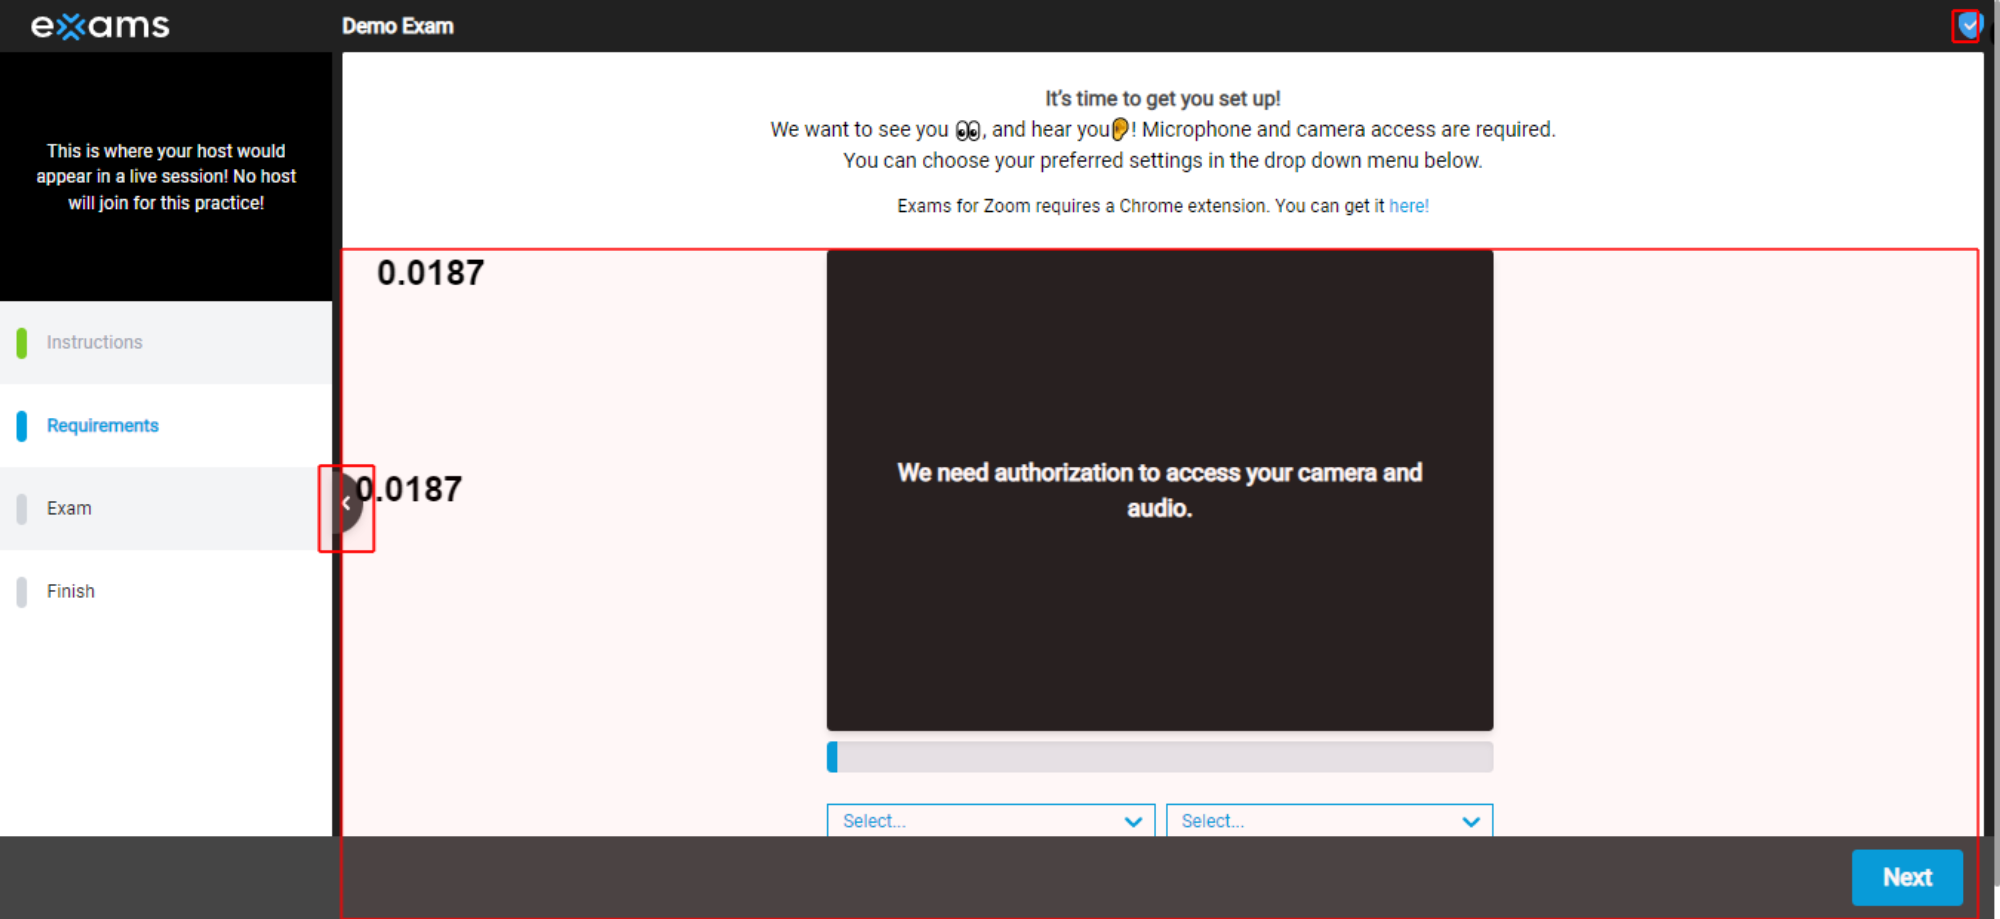 exams
Demo Exam
This is where your host would
appear in a live session! No host
will join for this practice!
Instructions
Requirements
Exam
Finish
It's time to get you set up!
We want to see you 👀, and hear you👂! Microphone and camera access are required.
You can choose your preferred settings in the drop down menu below.
Exams for Zoom requires a Chrome extension. You can get it here!
0.0187
0.0187
We need authorization to access your camera and
audio.
Select...
Select...
Next